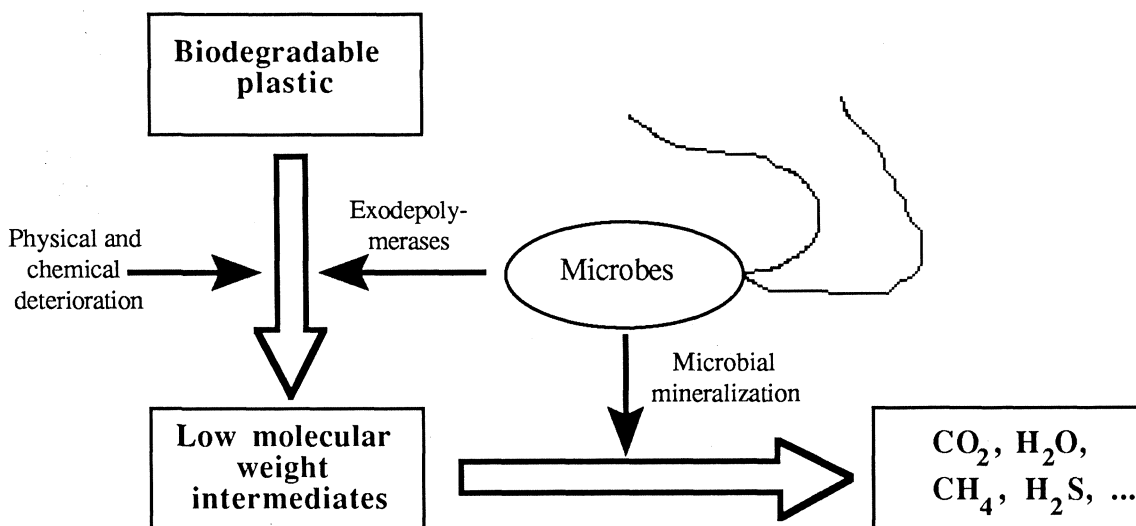 Biodegradable
plastic
Physical and
chemical
deterioration
Exodepoly-
merases
Microbes
Microbial
mineralization
Low molecular
weight
intermediates
CO₂, H₂O,
CH₄, H₂S, ...